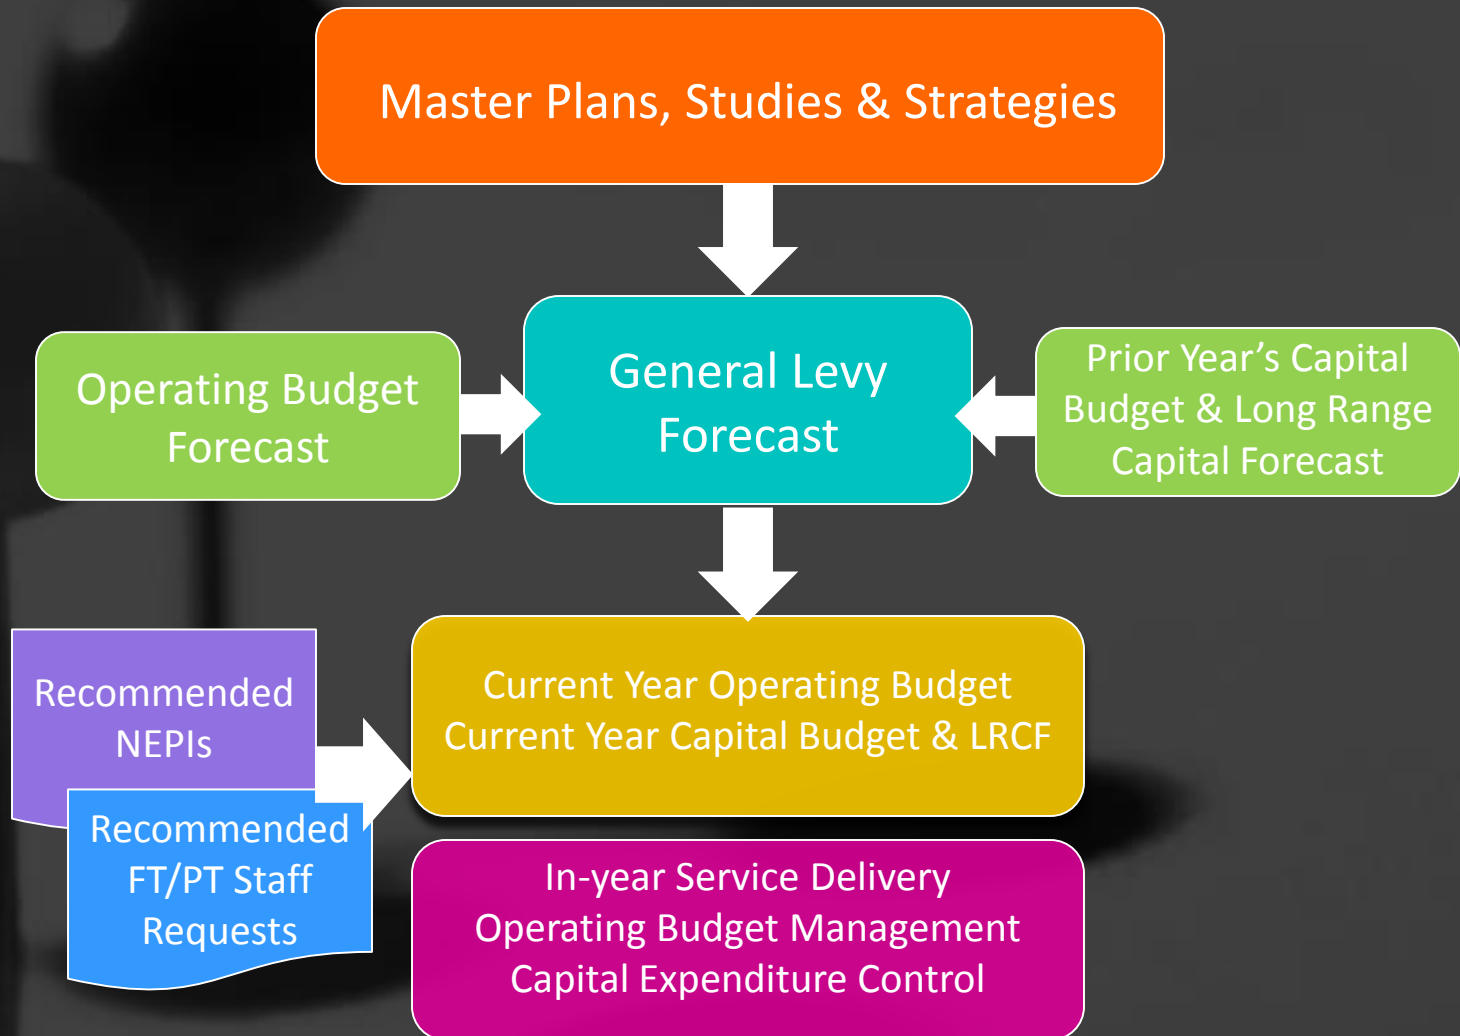 Master Plans, Studies & Strategies
Operating Budget
Forecast
General Levy
Forecast
Prior Year’s Capital
Budget & Long Range
Capital Forecast
Recommended
NEPIs
Recommended
FT/PT Staff
Requests
Current Year Operating Budget
Current Year Capital Budget & LRCF
In-year Service Delivery
Operating Budget Management
Capital Expenditure Control